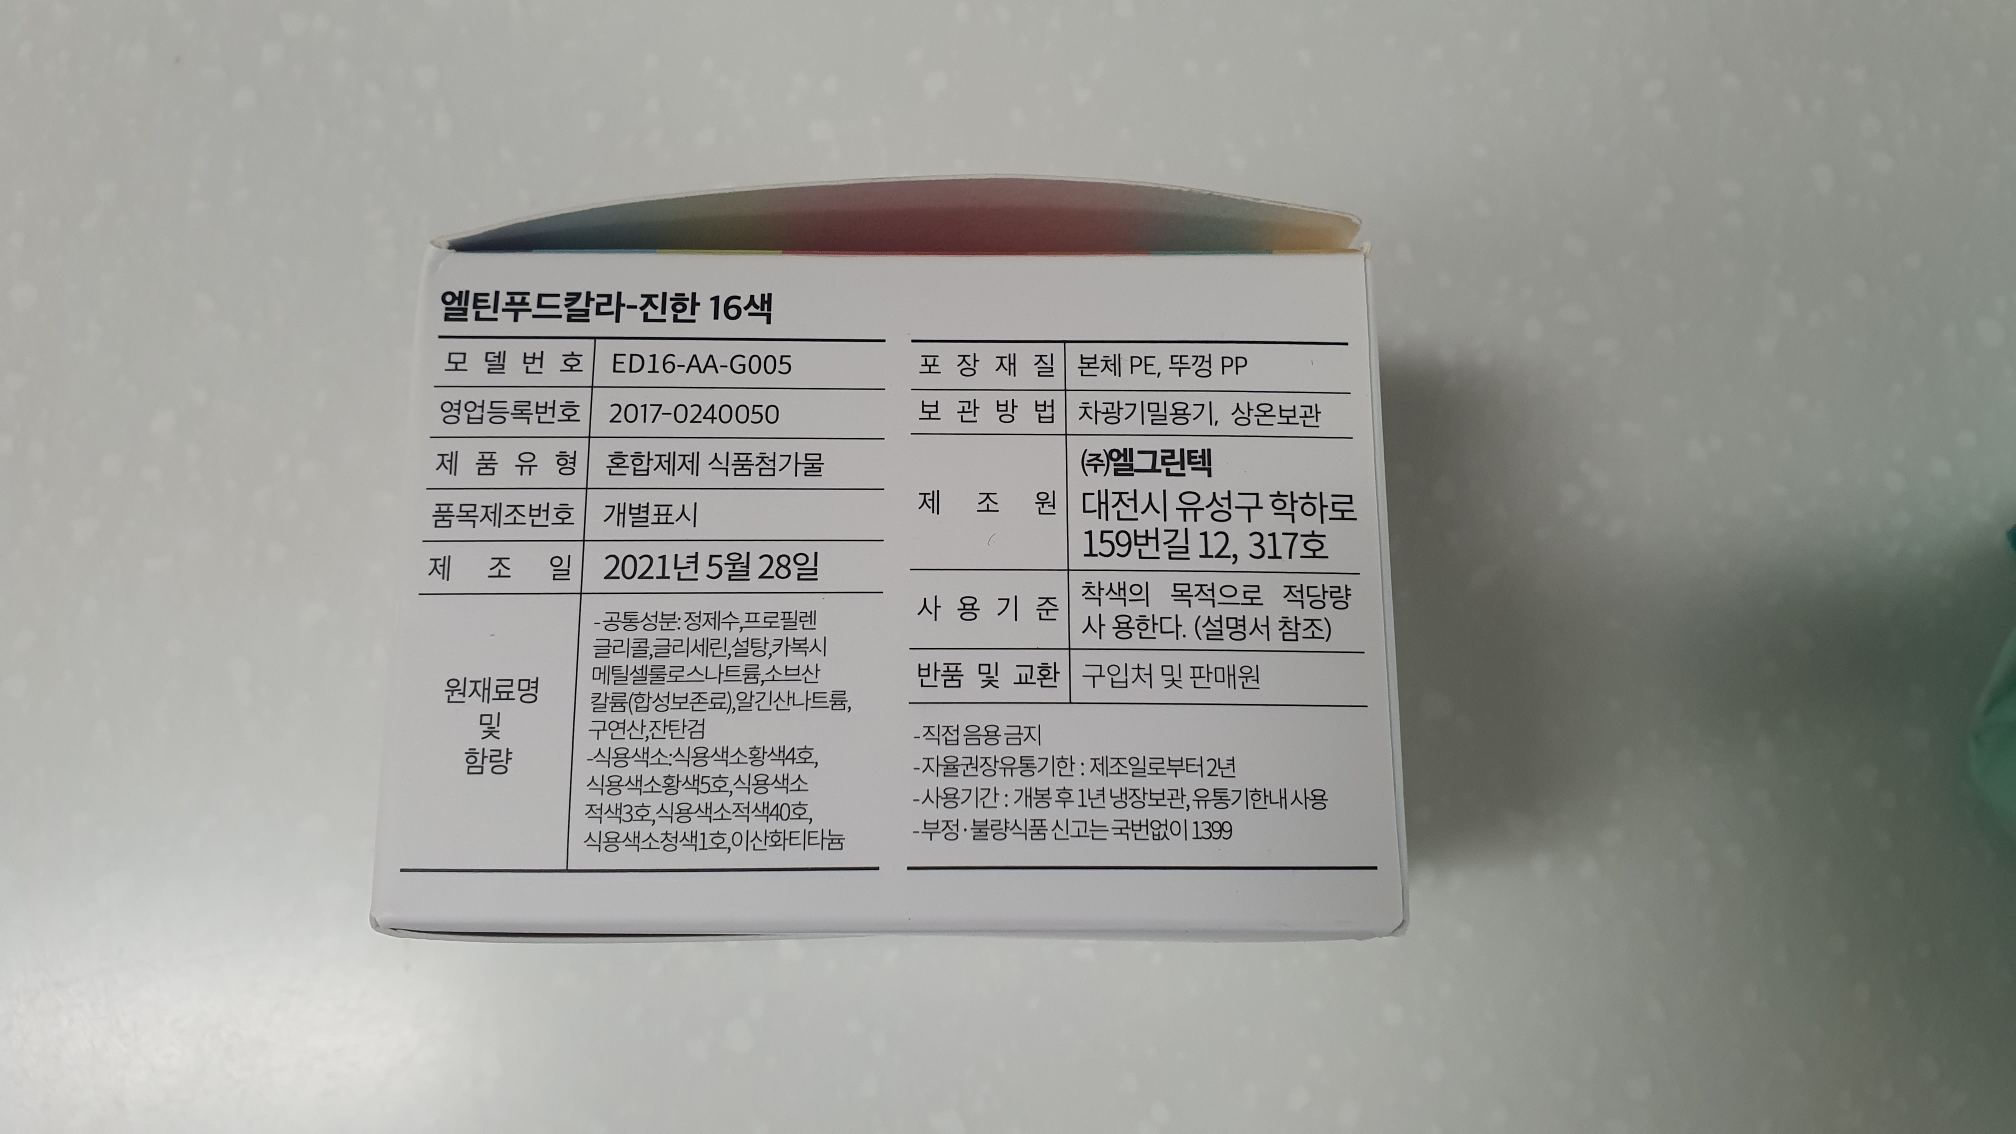 엘틴푸드칼라-진한 16색
모델번호 ED16-AA-G005
영업등록번호 2017-0240050
제품유형 혼합제제 식품첨가물
품목제조번호 개별표시
제조일 2021년 5월 28일
원재료명
및
함량
-공통성분:정제수,프로필렌
글리콜,글리세린,설탕,카복시
메틸셀룰로스나트륨,소브산
칼륨(합성보존료),알긴산나트륨,
구연산,잔탄검
-식용색소:식용색소황색4호,
식용색소황색5호,식용색소
적색3호,식용색소적색40호,
식용색소청색1호,이산화티타늄
포장재질 본체 PE, 뚜껑 PP
보관방법 차광기밀용기, 상온보관
제조원
㈜엘그린텍
대전시 유성구 학하로
159번길 12, 317호
사용기준
착색의 목적으로 적당량
사 용한다. (설명서 참조)
반품 및 교환 구입처 및 판매원
-직접 음용 금지
-자율권장유통기한 : 제조일로부터 2년
-사용기간 : 개봉 후 1년 냉장보관, 유통기한내 사용
-부정·불량식품 신고는 국번없이 1399